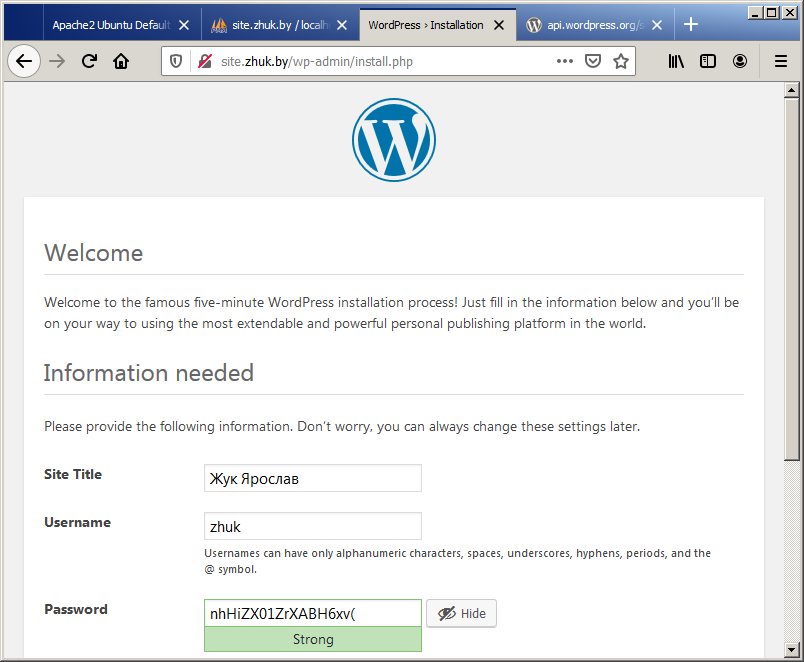 Apache2 Ubuntu Default
site.zhuk.by / localh
WordPress › Installation
api.wordpress.org/s
site.zhuk.by/wp-admin/install.php
Welcome
Welcome to the famous five-minute WordPress installation process! Just fill in the information below and you'll be
on your way to using the most extendable and powerful personal publishing platform in the world.
Information needed
Please provide the following information. Don't worry, you can always change these settings later.
Site Title
Жук Ярослав
Username
zhuk
Usernames can have only alphanumeric characters, spaces, underscores, hyphens, periods, and the
@ symbol.
Password
nhHiZX01ZrXABH6xv(
Hide
Strong